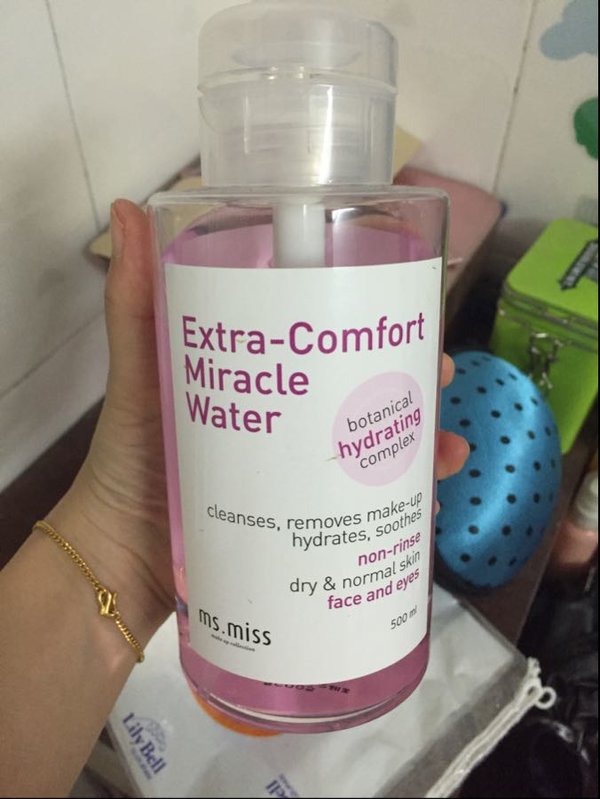 Extra-Comfort
Miracle
Water
botanical
hydrating
complex
cleanses, removes make-up
hydrates, soothes
non-rinse
dry & normal skin
face and eyes
500 ml
ms.miss
make up collection
Lily Bell